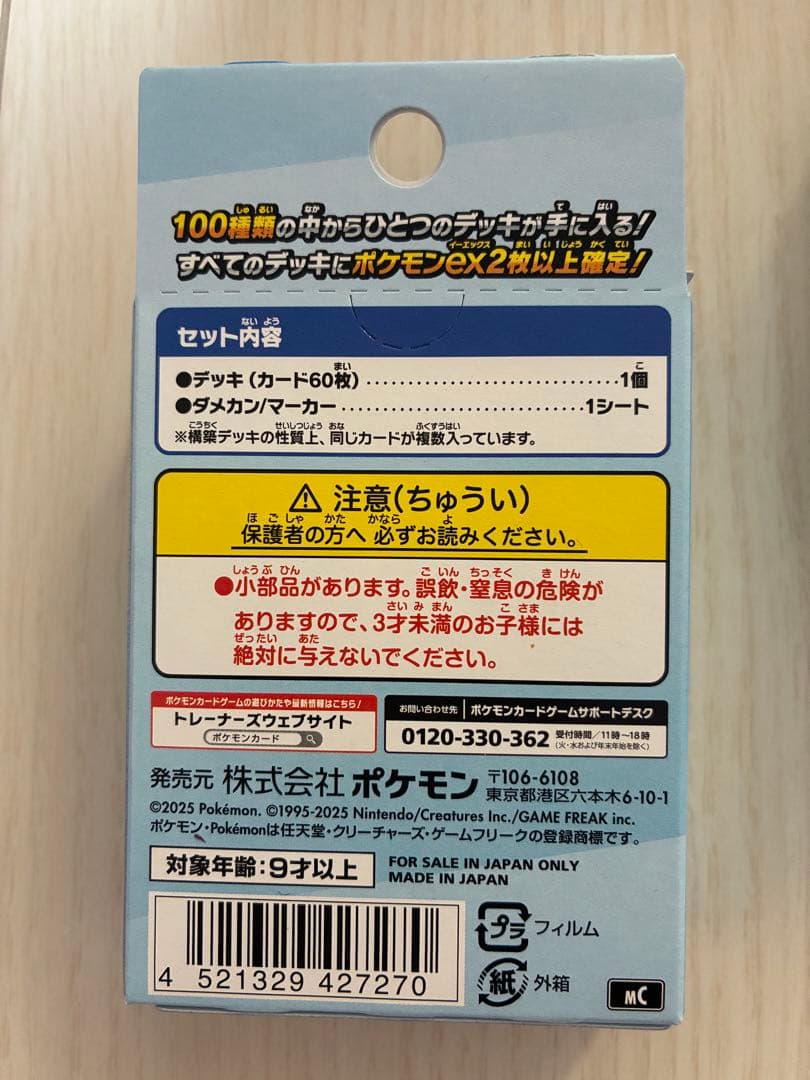 100種類の中からひとつのデッキが手に入る!
すべてのデッキにポケモンex2枚以上確定!
セット内容
●デッキ(カード60枚)..............................1個
●ダメカン/マーカー..............................1シート
※構築デッキの性質上、同じカードが複数入っています。
⚠ 注意(ちゅうい)
保護者の方へ 必ずお読みください。
●小部品があります。誤飲・窒息の危険が
ありますので、3才未満のお子様には
絶対に与えないでください。
ポケモンカードゲームの遊びかたや最新情報はこちら!
トレーナーズウェブサイト
ポケモンカード
お問い合わせ先 ポケモンカードゲームサポートデスク
0120-330-362 受付時間/11時~18時
(火・水および年末年始を除く)
発売元 株式会社 ポケモン 〒106-6108
東京都港区六本木6-10-1
©2025 Pokémon. ©1995-2025 Nintendo/Creatures Inc./GAME FREAK inc.
ポケモン・Pokémonは任天堂・クリーチャーズ・ゲームフリークの登録商標です。
対象年齢:9才以上
FOR SALE IN JAPAN ONLY
MADE IN JAPAN
4 521329 427270
プラ フィルム
紙 外箱
MC